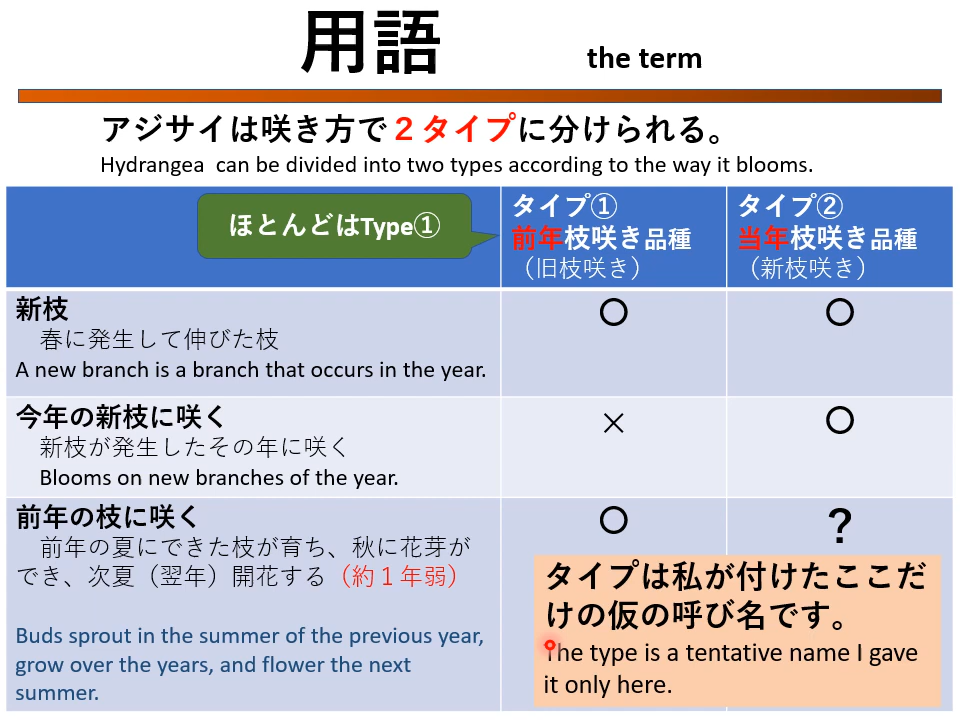 用語
the term
アジサイは咲き方で２タイプに分けられる。
Hydrangea can be divided into two types according to the way it blooms.
ほとんどはType①
タイプ①
前年枝咲き品種
（旧枝咲き）
タイプ②
当年枝咲き品種
（新枝咲き）
新枝
春に発生して伸びた枝
A new branch is a branch that occurs in the year.
〇
〇
今年の新枝に咲く
新枝が発生したその年に咲く
Blooms on new branches of the year.
×
〇
前年の枝に咲く
前年の夏にできた枝が育ち、秋に花芽が
でき、次夏（翌年）開花する（約１年弱）
Buds sprout in the summer of the previous year,
grow over the years, and flower the next
summer.
〇
?
タイプは私が付けたここだ
けの仮の呼び名です。
The type is a tentative name I gave
it only here.